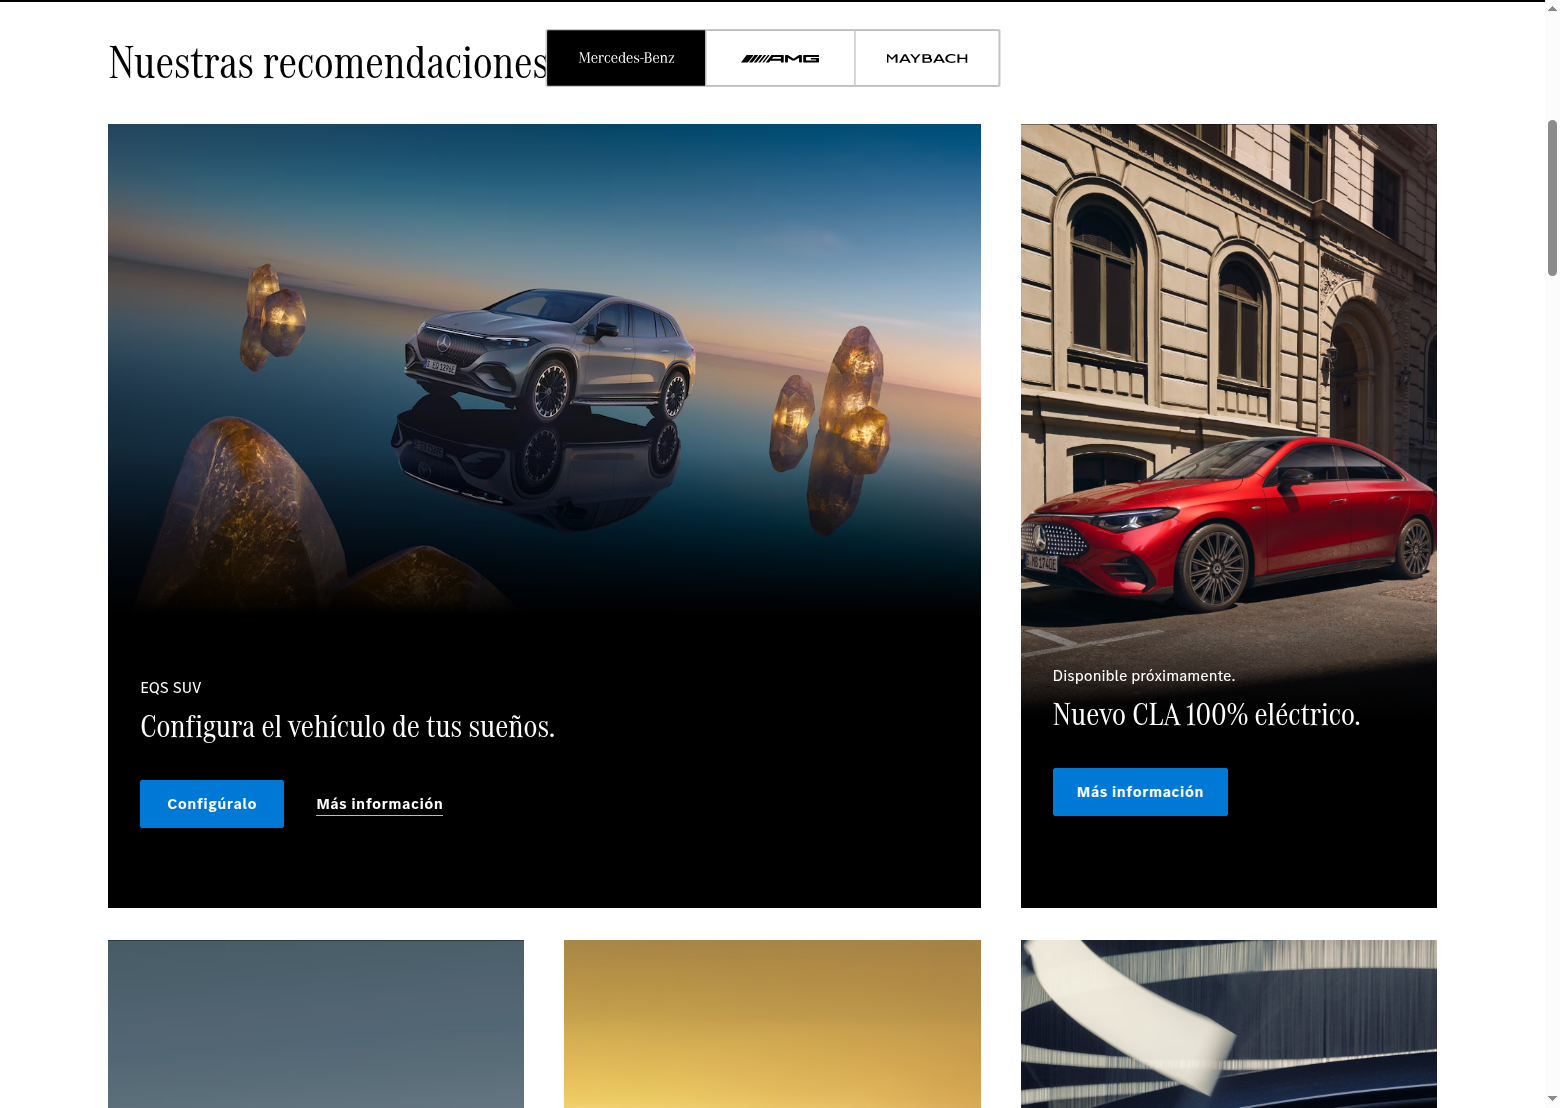 Nuestras recomendaciones
Mercedes-Benz
AMG
MAYBACH
EQS SUV
Configura el vehículo de tus sueños.
Configúralo
Más información
Disponible próximamente.
Nuevo CLA 100% eléctrico.
Más información